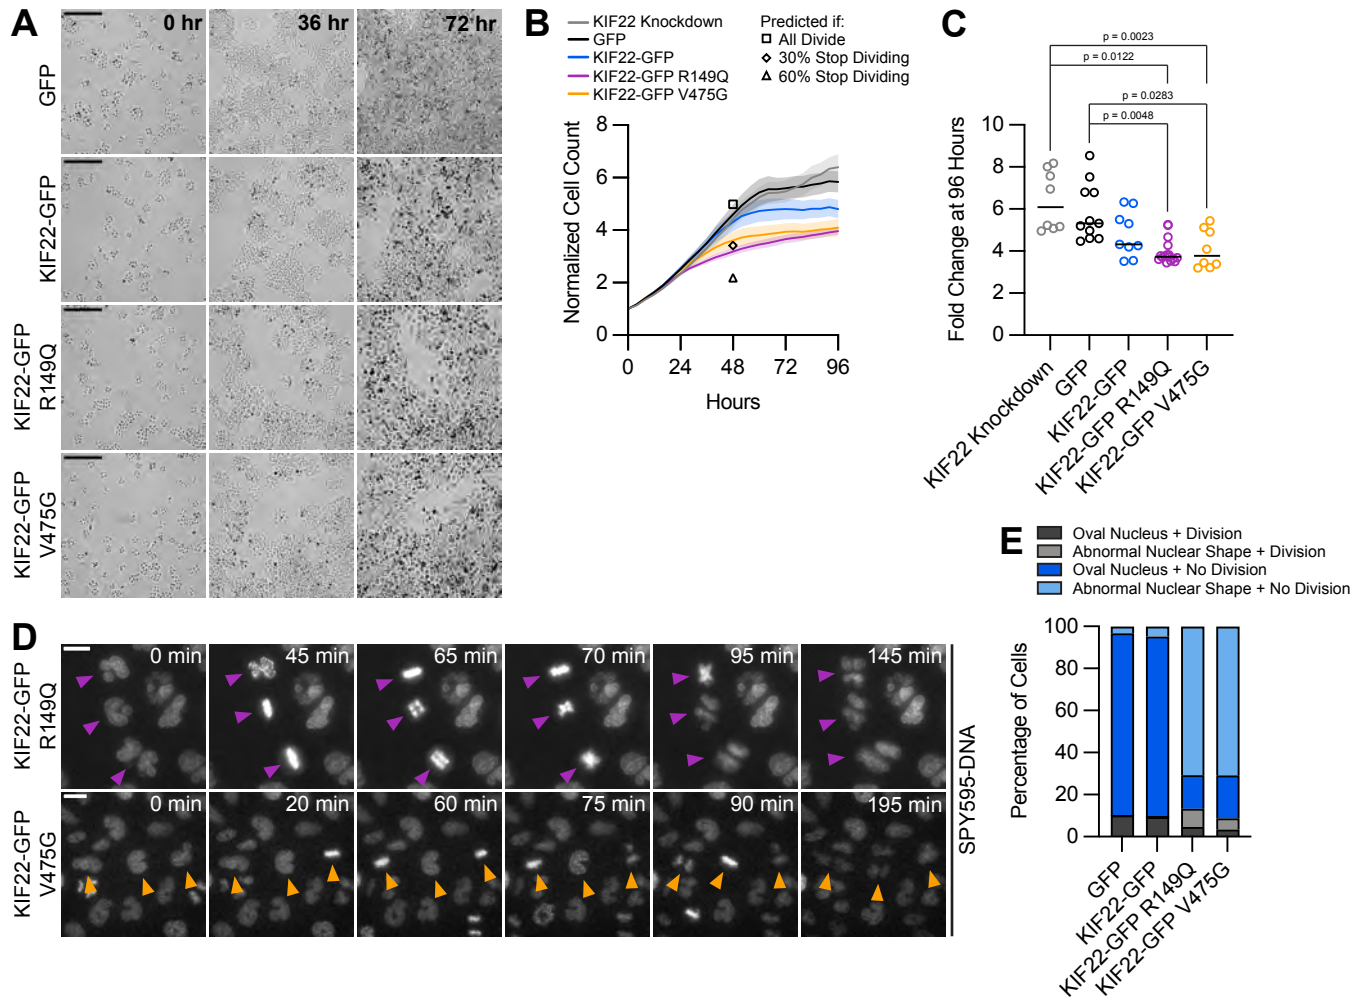 A
0 hr
36 hr
72 hr
GFP
KIF22-GFP
KIF22-GFP
R149Q
KIF22-GFP
V475G
B
KIF22 Knockdown
GFP
KIF22-GFP
KIF22-GFP R149Q
KIF22-GFP V475G
Predicted if:
All Divide
30% Stop Dividing
60% Stop Dividing
Normalized Cell Count
8
6
4
2
0
0
24
48
72
96
Hours
C
p = 0.0023
p = 0.0122
p = 0.0283
p = 0.0048
Fold Change at 96 Hours
10
8
6
4
2
0
KIF22 Knockdown
GFP
KIF22-GFP
KIF22-GFP R149Q
KIF22-GFP V475G
D
KIF22-GFP
R149Q
0 min
45 min
65 min
70 min
95 min
145 min
KIF22-GFP
V475G
0 min
20 min
60 min
75 min
90 min
195 min
SPY595-DNA
E
Oval Nucleus + Division
Abnormal Nuclear Shape + Division
Oval Nucleus + No Division
Abnormal Nuclear Shape + No Division
Percentage of Cells
100
80
60
40
20
0
GFP
KIF22-GFP
KIF22-GFP R149Q
KIF22-GFP V475G